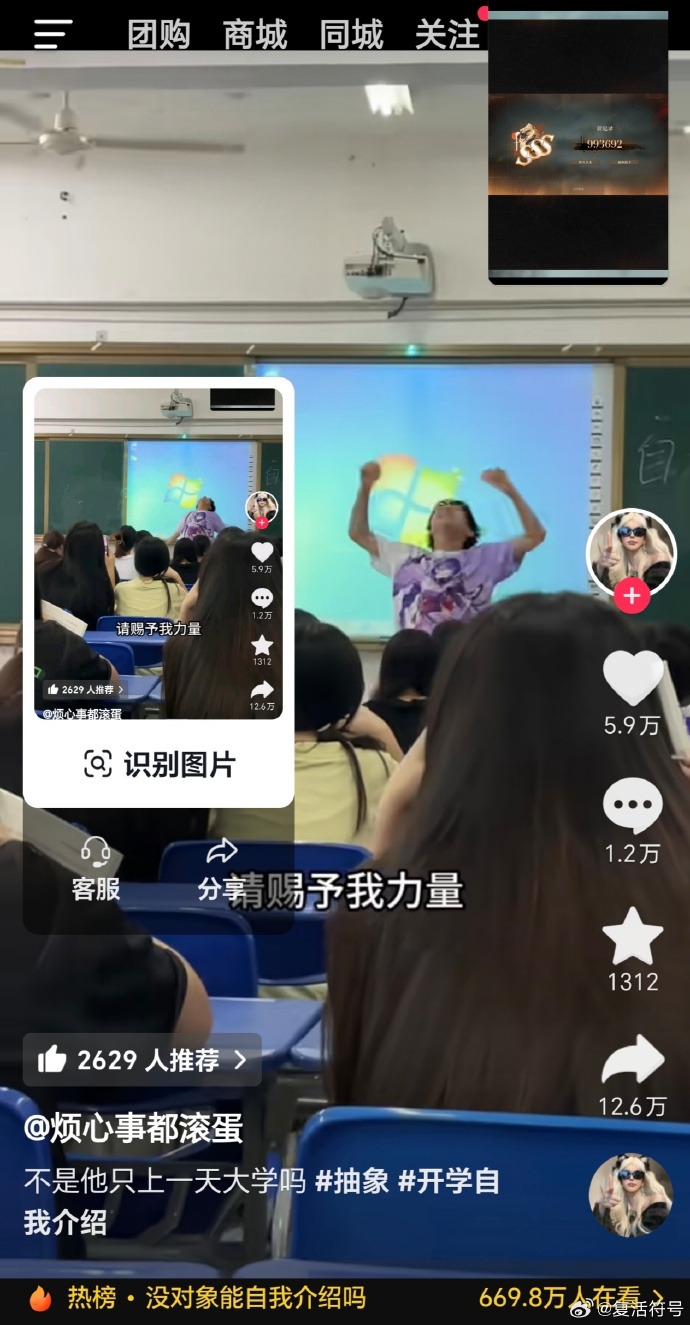 团购 商城 同城 关注
SSS
993692
自
5.9万
1.2万
请赐予我力量
1312
2629 人推荐 >
12.6万
@烦心事都滚蛋
识别图片
客服 分享
请赐予我力量
5.9万
1.2万
1312
12.6万
2629 人推荐 >
@烦心事都滚蛋
不是他只上一天大学吗 #抽象 #开学自
我介绍
热榜 • 没对象能自我介绍吗 669.8万人在看 >
@复活符号